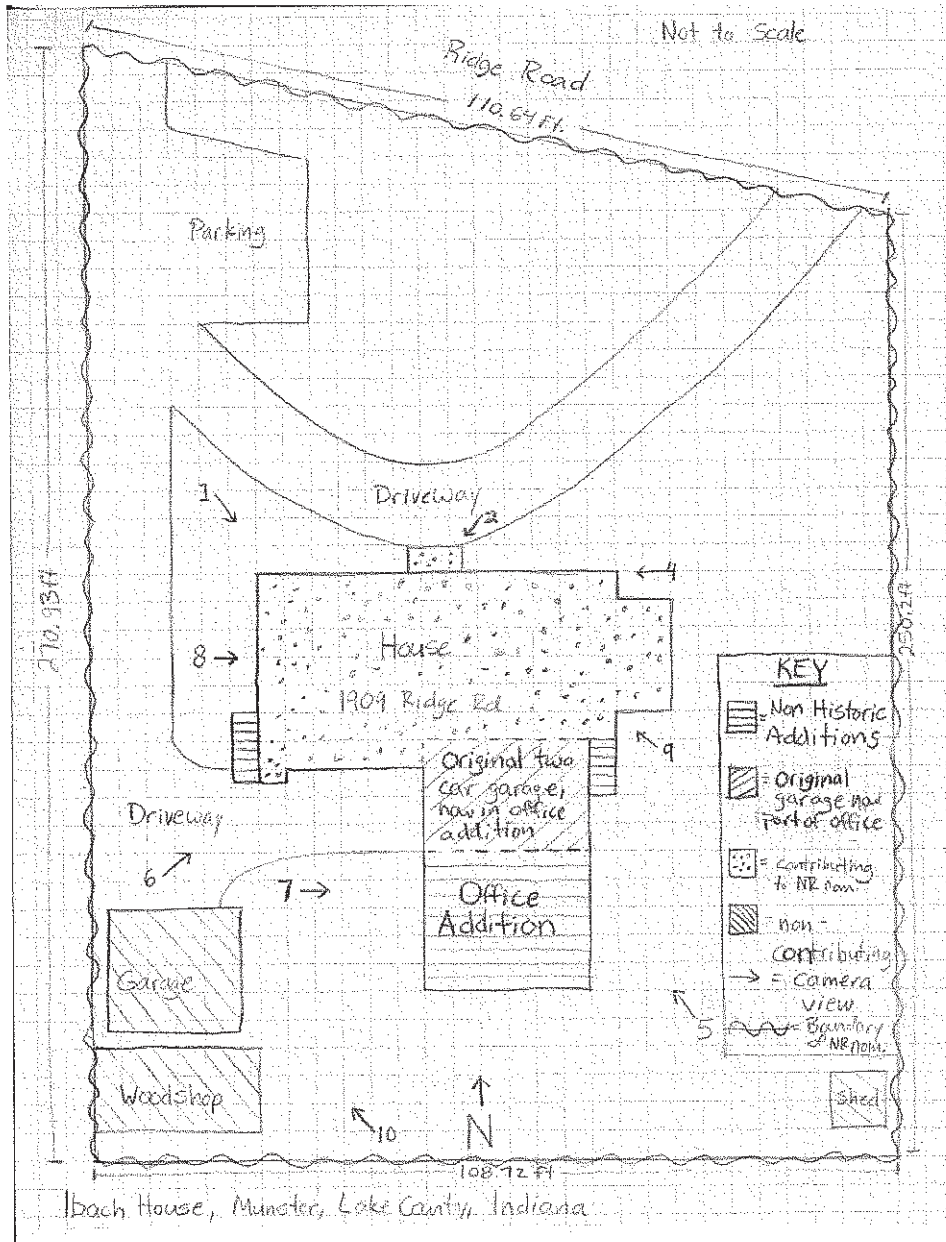 Not to Scale
Ridge Road
110.64 Ft.
Parking
1
Driveway
2
4
270.93 ft
250.2 ft
House
8
1909 Ridge Rd
9
Original two
car garage,
now in office
addition
Driveway
6
7
Office
Addition
Garage
5
Woodshop
10
N
Shed
108.72 ft
KEY
= Non Historic
Additions
= Original
garage now
part of office
= contributing
to NR nom.
- non -
contributing
= camera
view
= Boundary
of NR nom.
Ibach House, Munster, Lake County, Indiana